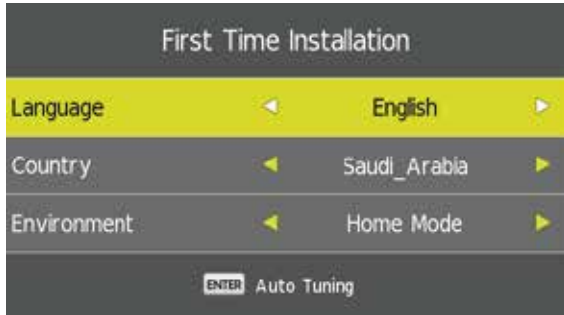 First Time Installation
Language English
Country Saudi_Arabia
Environment Home Mode
ENTER Auto Tuning